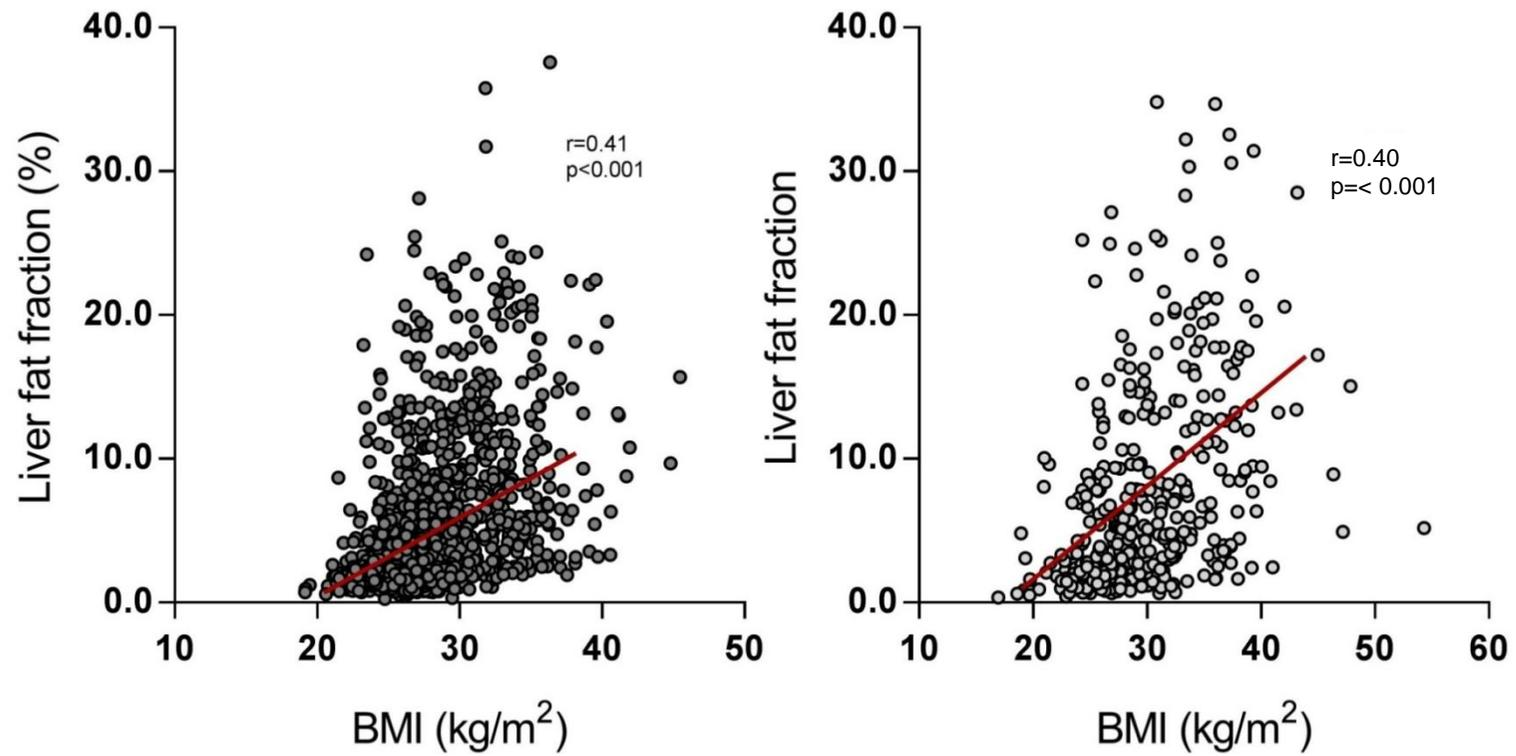 40.0
30.0
20.0
10.0
0.0
Liver fat fraction (%)
r=0.41
p<0.001
10 20 30 40 50
BMI (kg/m²)
40.0
30.0
20.0
10.0
0.0
Liver fat fraction
r=0.40
p=< 0.001
10 20 30 40 50 60
BMI (kg/m²)